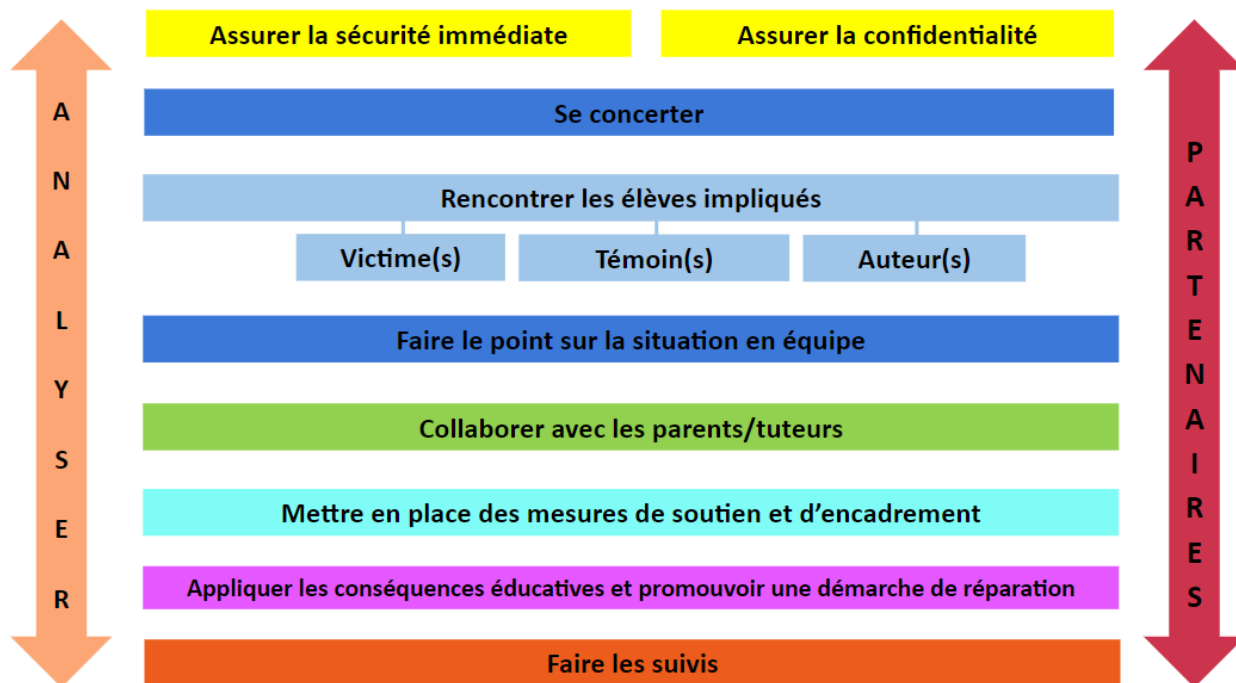 Assurer la sécurité immédiate
Assurer la confidentialité
Se concerter
Rencontrer les élèves impliqués
Victime(s)
Témoin(s)
Auteur(s)
Faire le point sur la situation en équipe
Collaborer avec les parents/tuteurs
Mettre en place des mesures de soutien et d’encadrement
Appliquer les conséquences éducatives et promouvoir une démarche de réparation
Faire les suivis
ANALYSER
PARTENAIRES